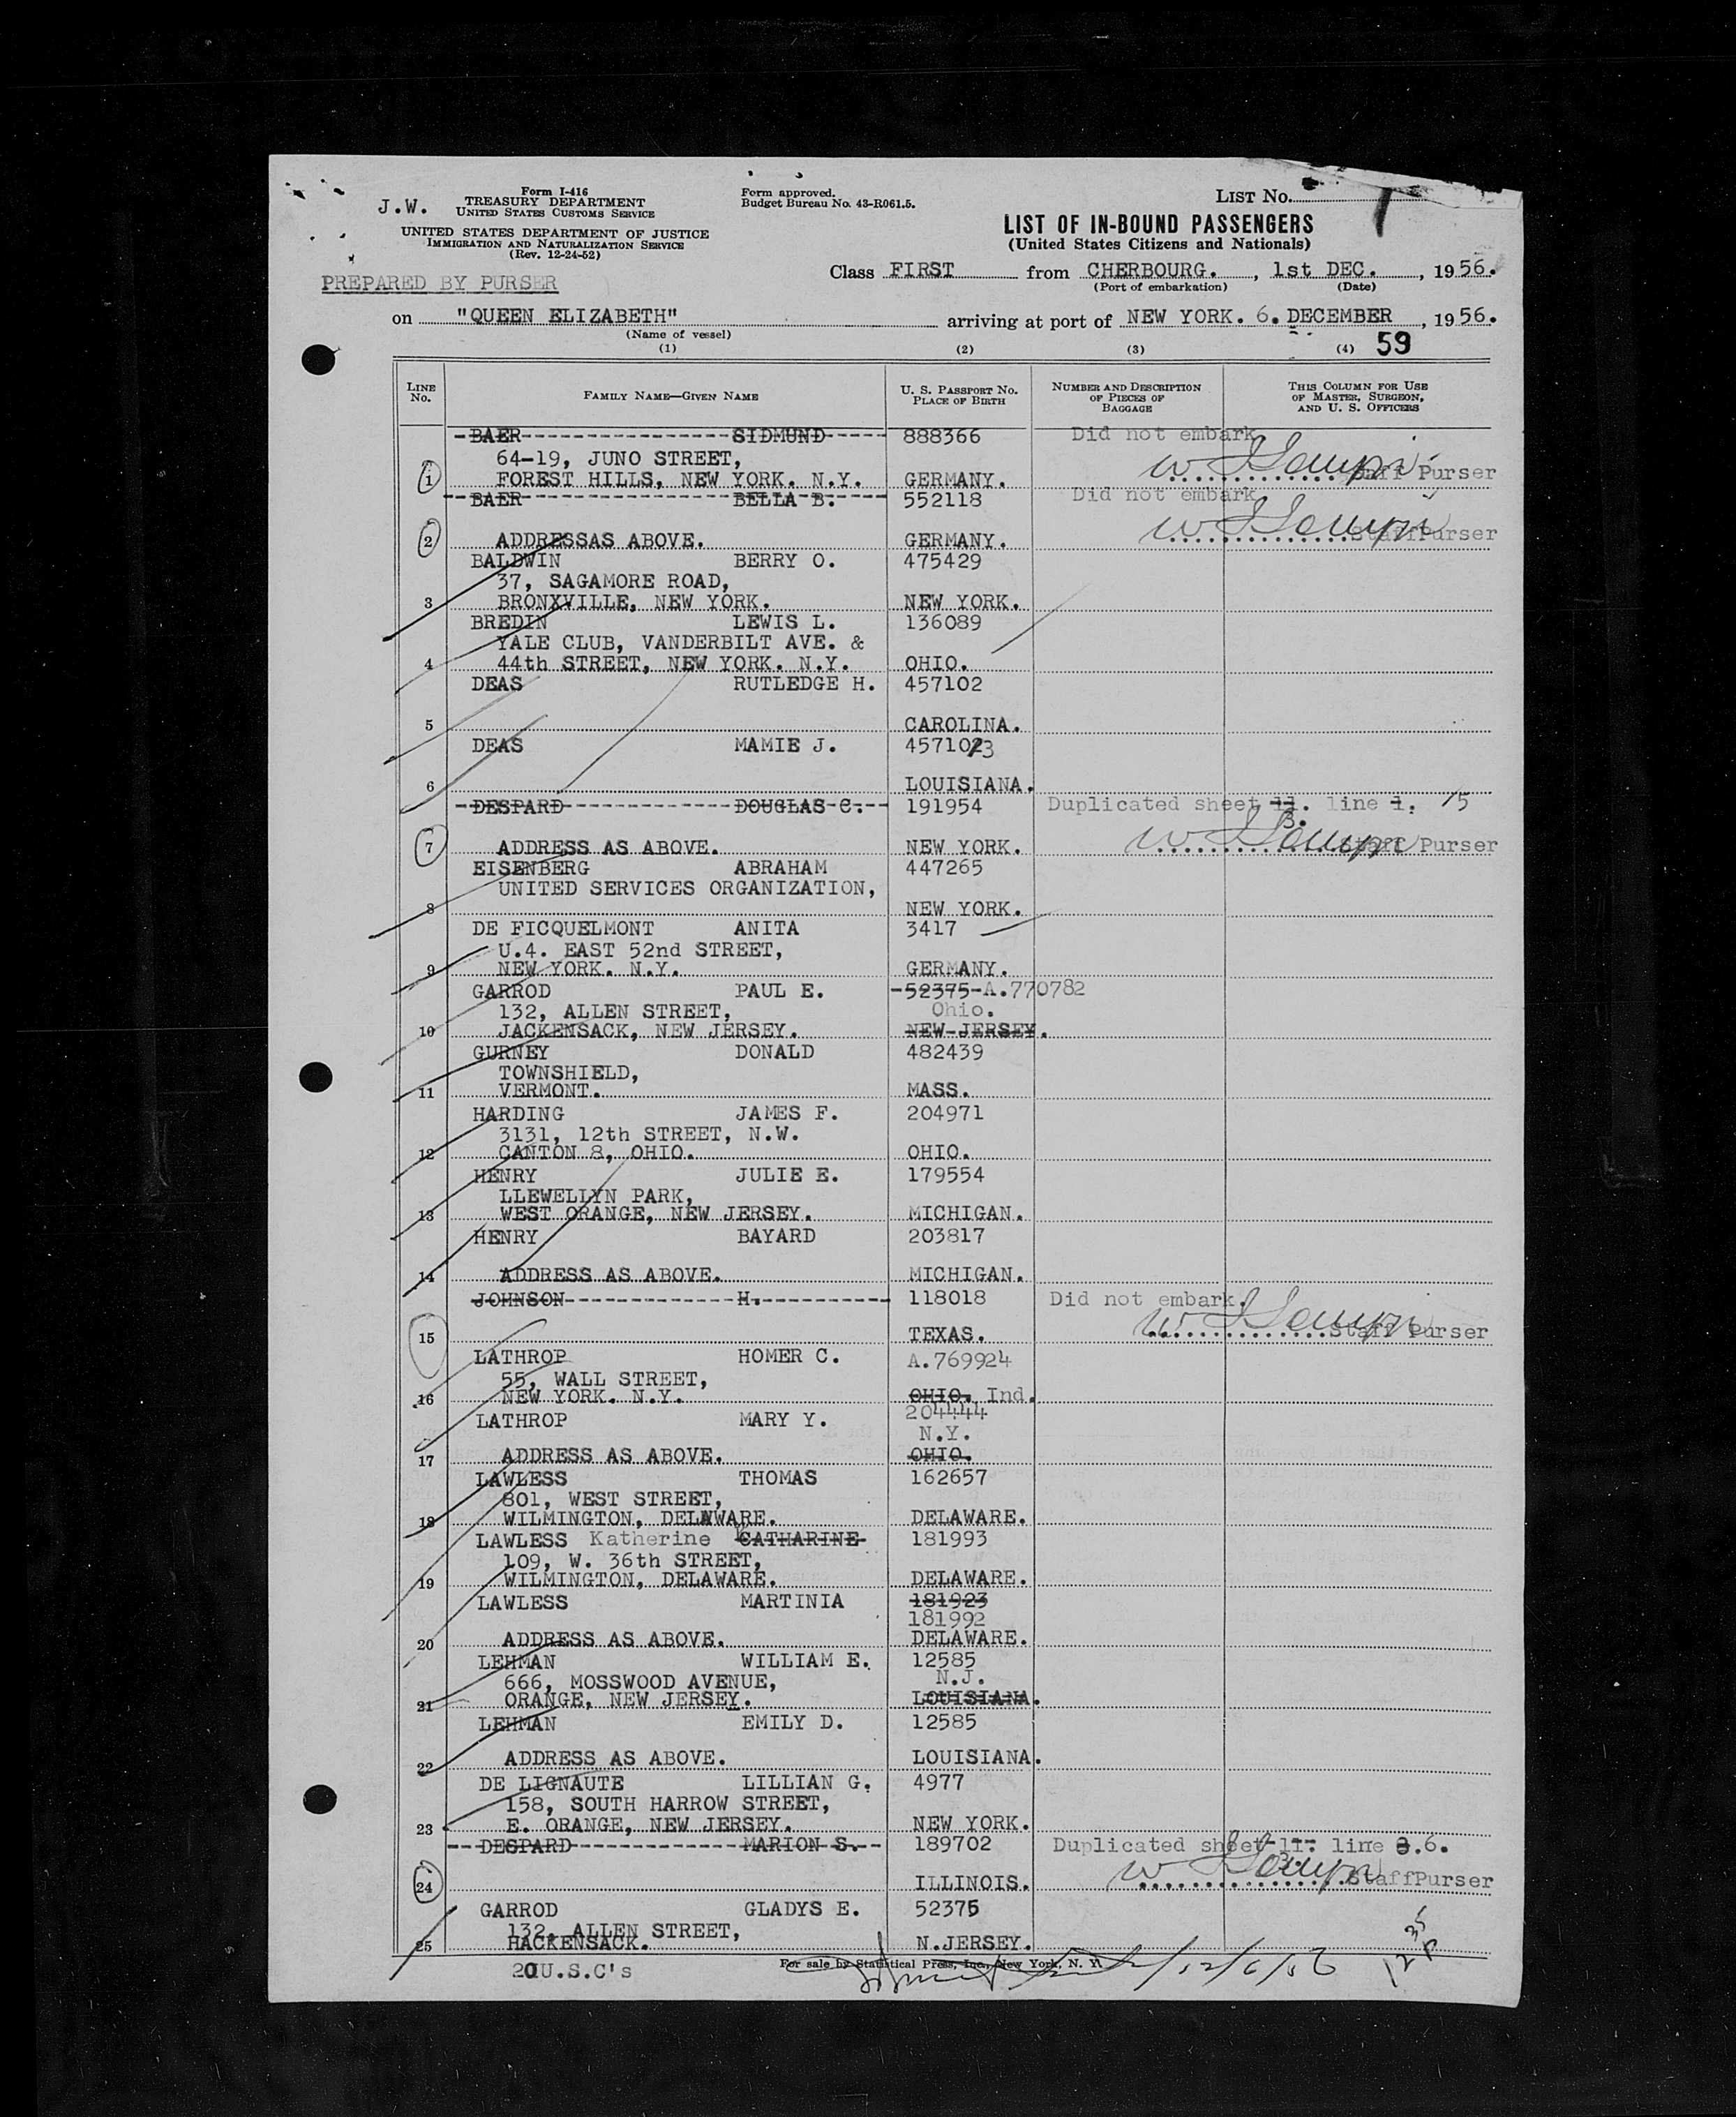 J.W.
Form I-416
TREASURY DEPARTMENT
UNITED STATES CUSTOMS SERVICE
UNITED STATES DEPARTMENT OF JUSTICE
IMMIGRATION AND NATURALIZATION SERVICE
(Rev. 12-24-52)
PREPARED BY PURSER
Form approved.
Budget Bureau No. 43-R061.5.
LIST No.
LIST OF IN-BOUND PASSENGERS
(United States Citizens and Nationals)
Class FIRST from CHERBOURG. , 1st DEC. , 1956.
(Port of embarkation) (Date)
on "QUEEN ELIZABETH" arriving at port of NEW YORK. 6. DECEMBER , 1956.
(Name of vessel)
(1) (2) (3) (4) 59
LINE No. FAMILY NAME—GIVEN NAME U. S. PASSPORT No. PLACE OF BIRTH NUMBER AND DESCRIPTION OF PIECES OF BAGGAGE THIS COLUMN FOR USE OF MASTER, SURGEON, AND U. S. OFFICERS
BAER SIDMUND 888366 Did not embark
64-19, JUNO STREET,
1 FOREST HILLS, NEW YORK. N.Y. GERMANY. Staff Purser
BAER BELLA B. 552118 Did not embark
2 ADDRESSAS ABOVE. GERMANY. StaffPurser
BALDWIN BERRY O. 475429
37, SAGAMORE ROAD,
3 BRONXVILLE, NEW YORK. NEW YORK.
BREDIN LEWIS L. 136089
YALE CLUB, VANDERBILT AVE. &
4 44th STREET, NEW YORK. N.Y. OHIO.
DEAS RUTLEDGE H. 457102
5 CAROLINA.
DEAS MAMIE J. 4571023
6 LOUISIANA.
DESPARD DOUGLAS C. 191954 Duplicated sheet 11. line 1. 15
3.
7 ADDRESS AS ABOVE. NEW YORK. Staff Purser
EISENBERG ABRAHAM 447265
UNITED SERVICES ORGANIZATION,
8 NEW YORK.
DE FICQUELMONT ANITA 3417
U.4. EAST 52nd STREET,
9 NEW YORK. N.Y. GERMANY.
GARROD PAUL E. 52375 A.770782
132, ALLEN STREET, Ohio.
10 JACKENSACK, NEW JERSEY. NEW JERSEY.
GURNEY DONALD 482439
TOWNSHIELD,
11 VERMONT. MASS.
HARDING JAMES F. 204971
3131, 12th STREET, N.W.
12 CANTON 8, OHIO. OHIO.
HENRY JULIE E. 179554
LLEWELLYN PARK,
13 WEST ORANGE, NEW JERSEY. MICHIGAN.
HENRY BAYARD 203817
14 ADDRESS AS ABOVE. MICHIGAN.
JOHNSON H. 118018 Did not embark.
15 TEXAS. Staff Purser
LATHROP HOMER C. A.769924
55, WALL STREET,
16 NEW YORK. N.Y. OHIO. Ind.
LATHROP MARY Y. 204444
N.Y.
17 ADDRESS AS ABOVE. OHIO.
LAWLESS THOMAS 162657
801, WEST STREET,
18 WILMINGTON, DELAWARE. DELAWARE.
LAWLESS Katherine CATHARINE 181993
109, W. 36th STREET,
19 WILMINGTON, DELAWARE. DELAWARE.
LAWLESS MARTINIA 181923
181992
20 ADDRESS AS ABOVE. DELAWARE.
LEHMAN WILLIAM E. 12585
666, MOSSWOOD AVENUE, N.J.
21 ORANGE, NEW JERSEY. LOUISIANA.
LEHMAN EMILY D. 12585
22 ADDRESS AS ABOVE. LOUISIANA.
DE LIGNAUTE LILLIAN G. 4977
158, SOUTH HARROW STREET,
23 E. ORANGE, NEW JERSEY. NEW YORK.
DESPARD MARION S. 189702 Duplicated sheet 11. line 3.6.
24 ILLINOIS. StaffPurser
GARROD GLADYS E. 52375
132, ALLEN STREET,
25 HACKENSACK. N.JERSEY.
20U.S.C's
For sale by Statistical Press, Inc., New York, N. Y.
12/6/56